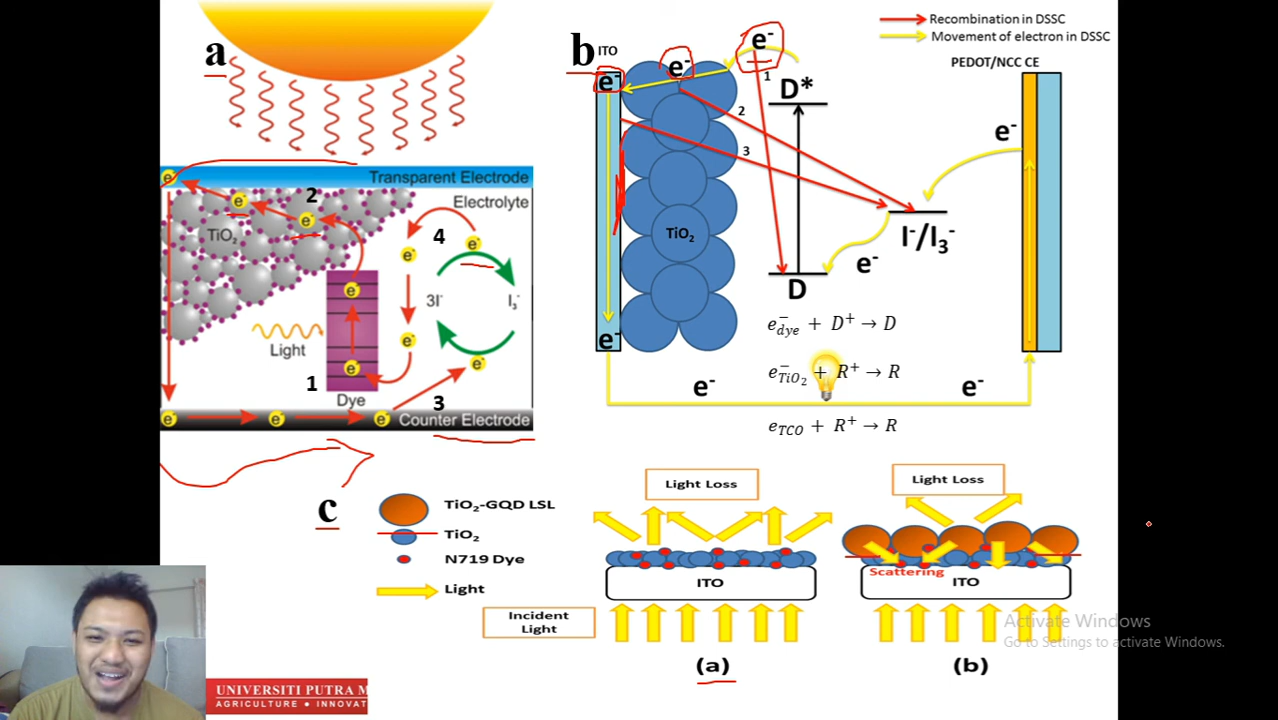 a
Transparent Electrode
Electrolyte
e⁻
e⁻
2
e⁻
TiO₂
4
e⁻
e⁻
e⁻
3I⁻
I₃⁻
Light
e⁻
e⁻
e⁻
1
Dye
3
e⁻
e⁻
e⁻
Counter Electrode
b
ITO
e⁻
e⁻
e⁻
1
D*
2
3
TiO₂
D
e⁻
I⁻/I₃⁻
e⁻
Recombination in DSSC
Movement of electron in DSSC
PEDOT/NCC CE
e⁻dye + D⁺ → D
e⁻TiO₂ + R⁺ → R
eTCO + R⁺ → R
e⁻
e⁻
e⁻
c
TiO₂-GQD LSL
TiO₂
N719 Dye
Light
Light Loss
ITO
Incident
Light
(a)
Light Loss
Scattering
ITO
(b)
Activate Windows
Go to Settings to activate Windows.
UNIVERSITI PUTRA M
AGRICULTURE • INNOVAT